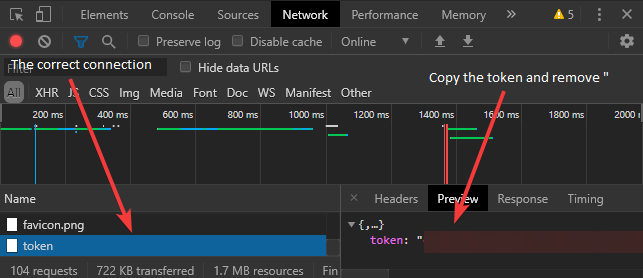 Elements Console Sources Network Performance Memory » 5
Preserve log Disable cache Online
Filter The correct connection Hide data URLs Copy the token and remove "
All XHR JS CSS Img Media Font Doc WS Manifest Other
200 ms 400 ms 600 ms 800 ms 1000 ms 1200 ms 1400 ms 1600 ms 1800 ms 2000
Name × Headers Preview Response Timing
favicon.png {,…}
token token: "
104 requests 722 KB transferred 1.7 MB resources Fin